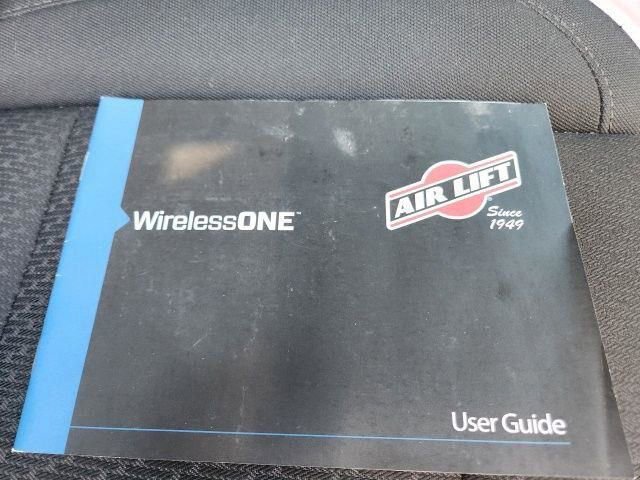 WirelessONE™
AIR LIFT®
Since
1949
User Guide